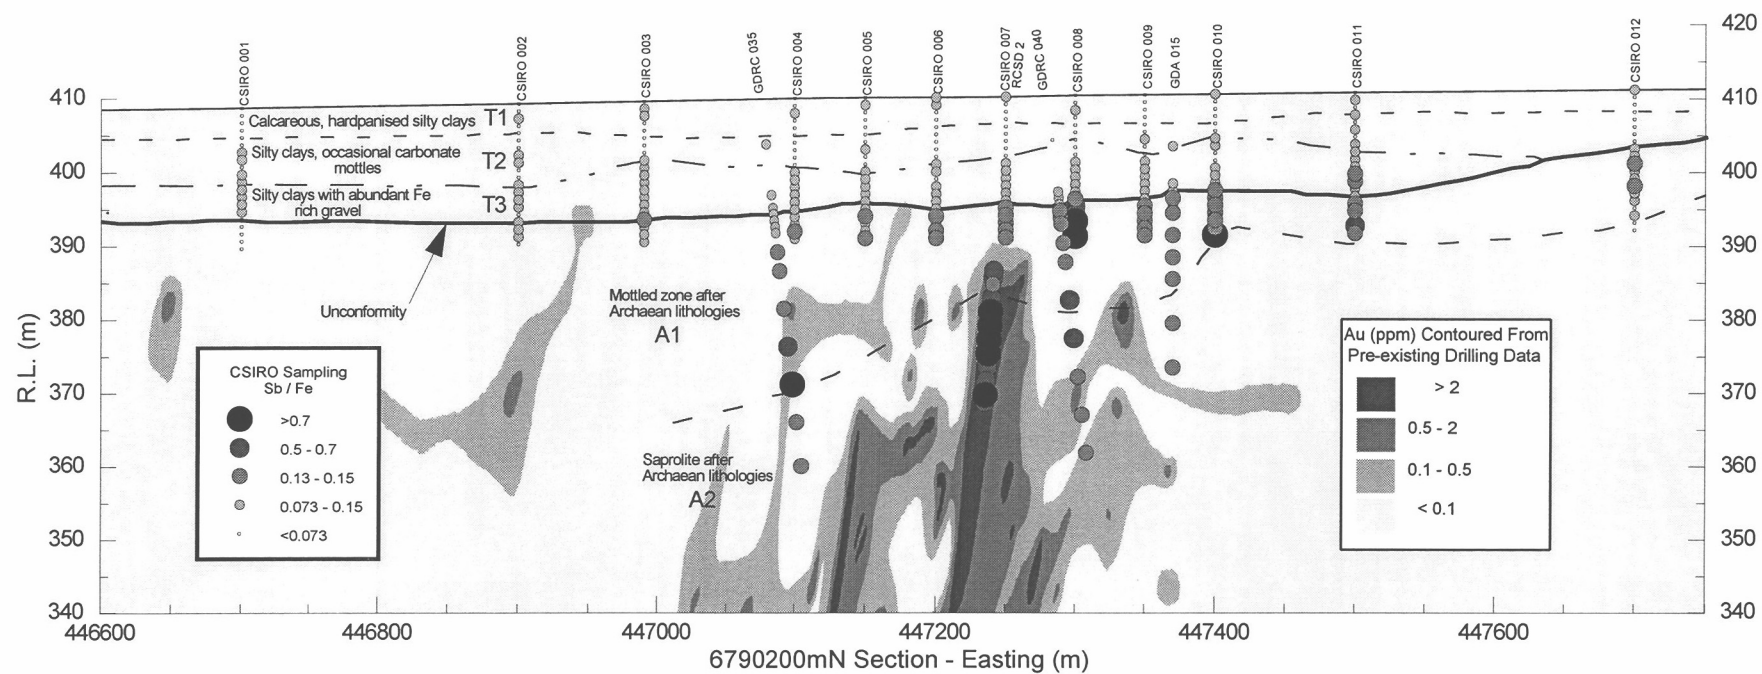 CSIRO 001
CSIRO 002
CSIRO 003
GDRC 035
CSIRO 004
CSIRO 005
CSIRO 006
CSIRO 007
RCSD 2
GDRC 040
CSIRO 008
CSIRO 009
GDA 015
CSIRO 010
CSIRO 011
CSIRO 012
420
410
400
390
380
370
360
350
340
410
400
390
380
370
360
350
340
R.L. (m)
Calcareous, hardpanised silty clays T1
Silty clays, occasional carbonate
mottles
T2
Silty clays with abundant Fe
rich gravel
T3
Unconformity
Mottled zone after
Archaean lithologies
A1
Saprolite after
Archaean lithologies
A2
CSIRO Sampling
Sb / Fe
>0.7
0.5 - 0.7
0.13 - 0.15
0.073 - 0.15
<0.073
Au (ppm) Contoured From
Pre-existing Drilling Data
> 2
0.5 - 2
0.1 - 0.5
< 0.1
446600
446800
447000
447200
447400
447600
6790200mN Section - Easting (m)